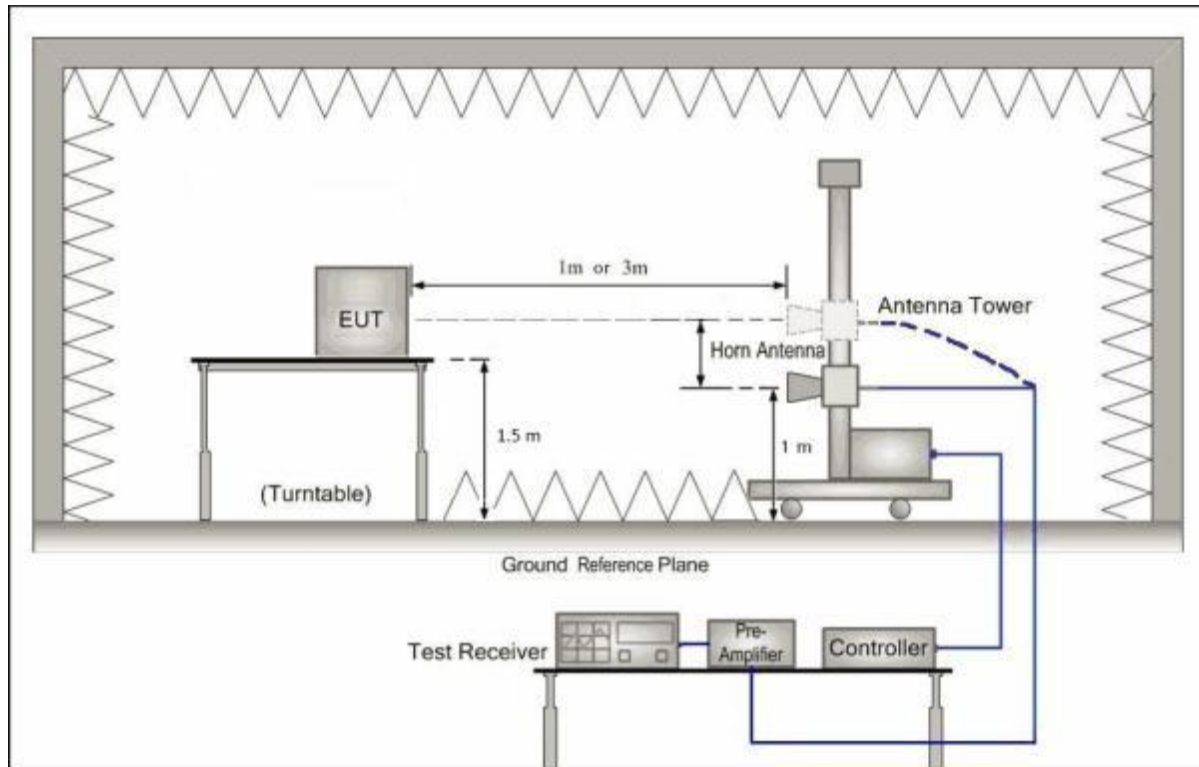 1m or 3m
EUT
Antenna Tower
Horn Antenna
1.5 m
1 m
(Turntable)
Ground Reference Plane
Test Receiver
Pre-
Amplifier
Controller